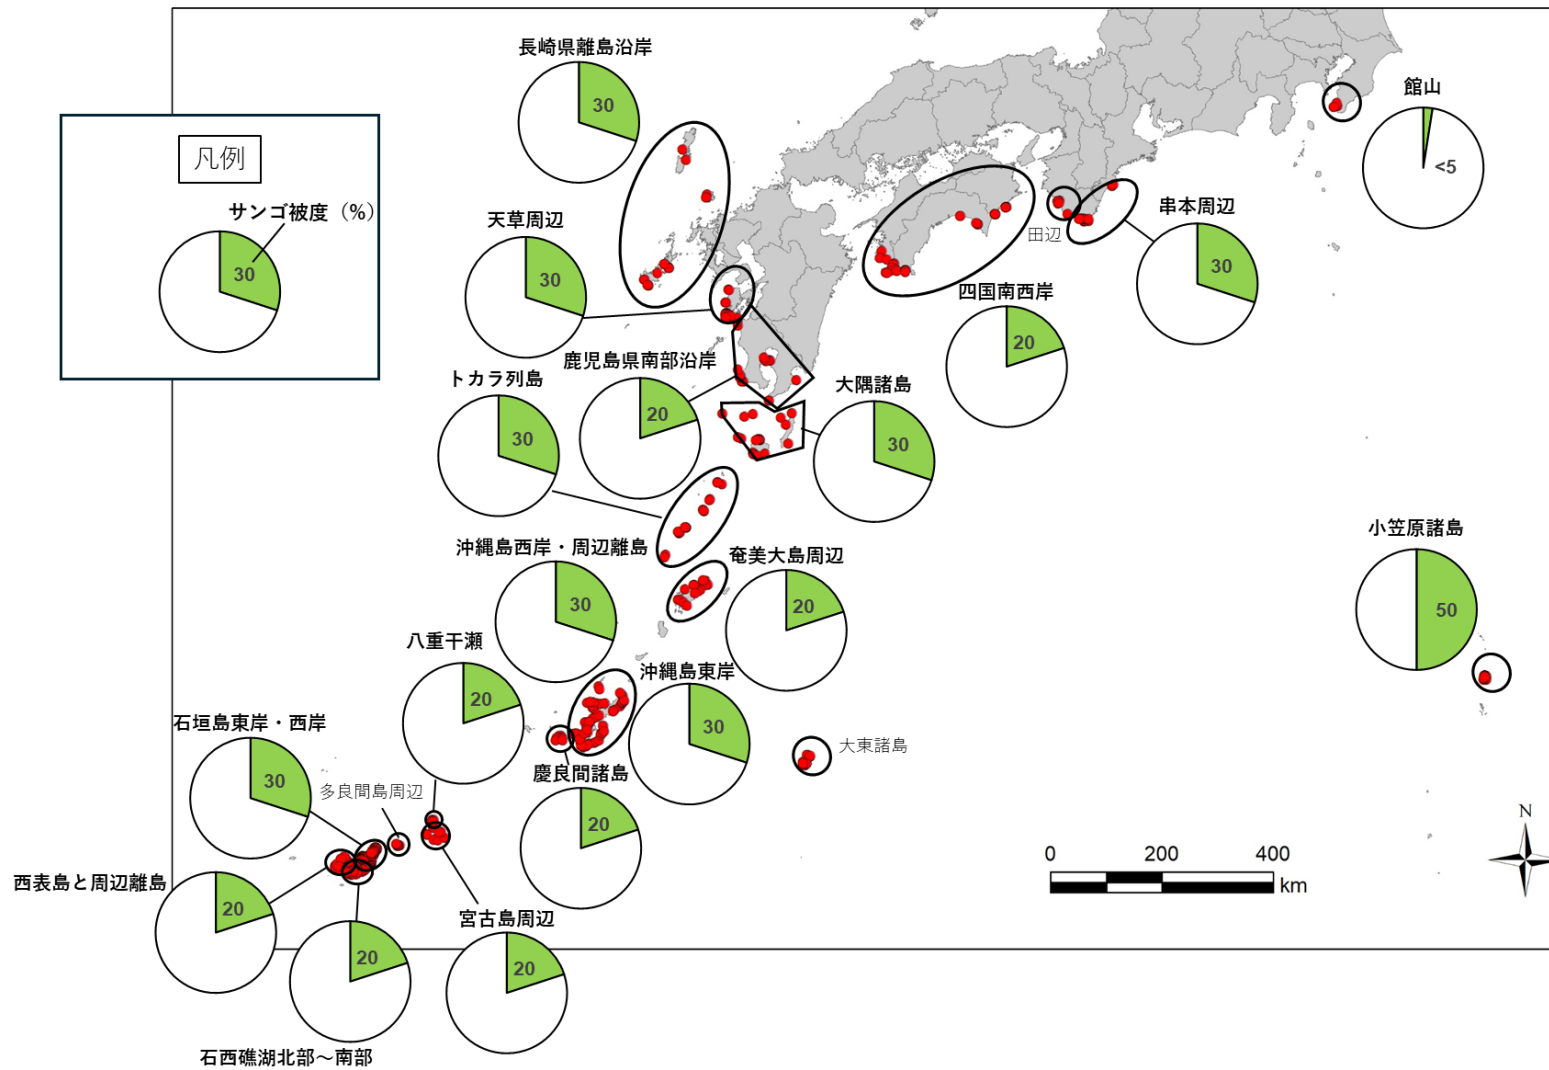 凡例
サンゴ被度（%）
30
長崎県離島沿岸
30
館山
<5
天草周辺
30
田辺
串本周辺
30
四国南西岸
20
鹿児島県南部沿岸
20
トカラ列島
30
大隅諸島
30
沖縄島西岸・周辺離島
30
奄美大島周辺
20
小笠原諸島
50
八重干瀬
20
沖縄島東岸
30
石垣島東岸・西岸
30
多良間島周辺
慶良間諸島
20
大東諸島
西表島と周辺離島
20
石西礁湖北部～南部
20
宮古島周辺
20
0 200 400
km
N